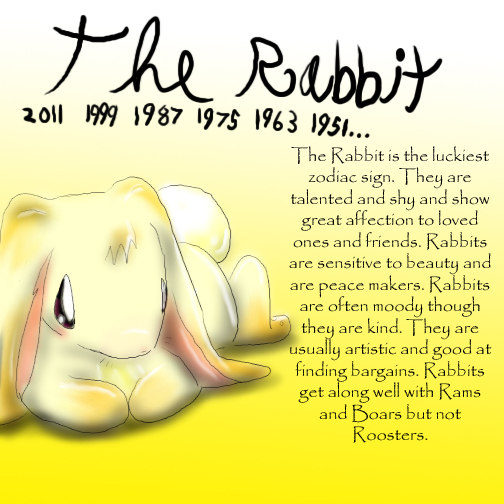 The Rabbit
2011 1999 1987 1975 1963 1951...
The Rabbit is the luckiest
zodiac sign. They are
talented and shy and show
great affection to loved
ones and friends. Rabbits
are sensitive to beauty and
are peace makers. Rabbits
are often moody though
they are kind. They are
usually artistic and good at
finding bargains. Rabbits
get along well with Rams
and Boars but not
Roosters.